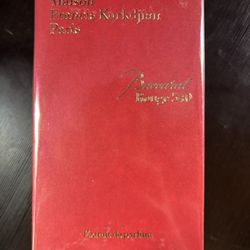 Maison
Francis Kurkdjian
Paris
Baccarat
Rouge 540
Extrait de parfum